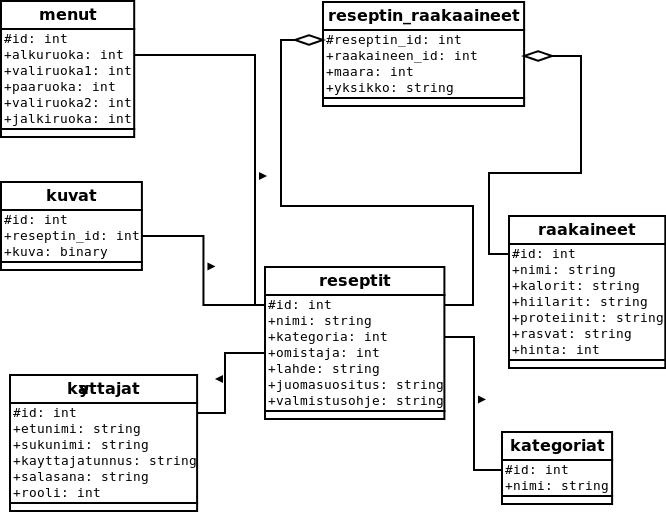 menut
#id: int
+alkuruoka: int
+valiruoka1: int
+paaruoka: int
+valiruoka2: int
+jalkiruoka: int
reseptin_raakaaineet
#reseptin_id: int
+raakaineen_id: int
+maara: int
+yksikko: string
kuvat
#id: int
+reseptin_id: int
+kuva: binary
raakaineet
#id: int
+nimi: string
+kalorit: string
+hiilarit: string
+proteiinit: string
+rasvat: string
+hinta: int
reseptit
#id: int
+nimi: string
+kategoria: int
+omistaja: int
+lahde: string
+juomasuositus: string
+valmistusohje: string
#id: int
+etunimi: string
+sukunimi: string
+kayttajatunnus: string
+salasana: string
+rooli: int
kategoriat
#id: int
+nimi: string